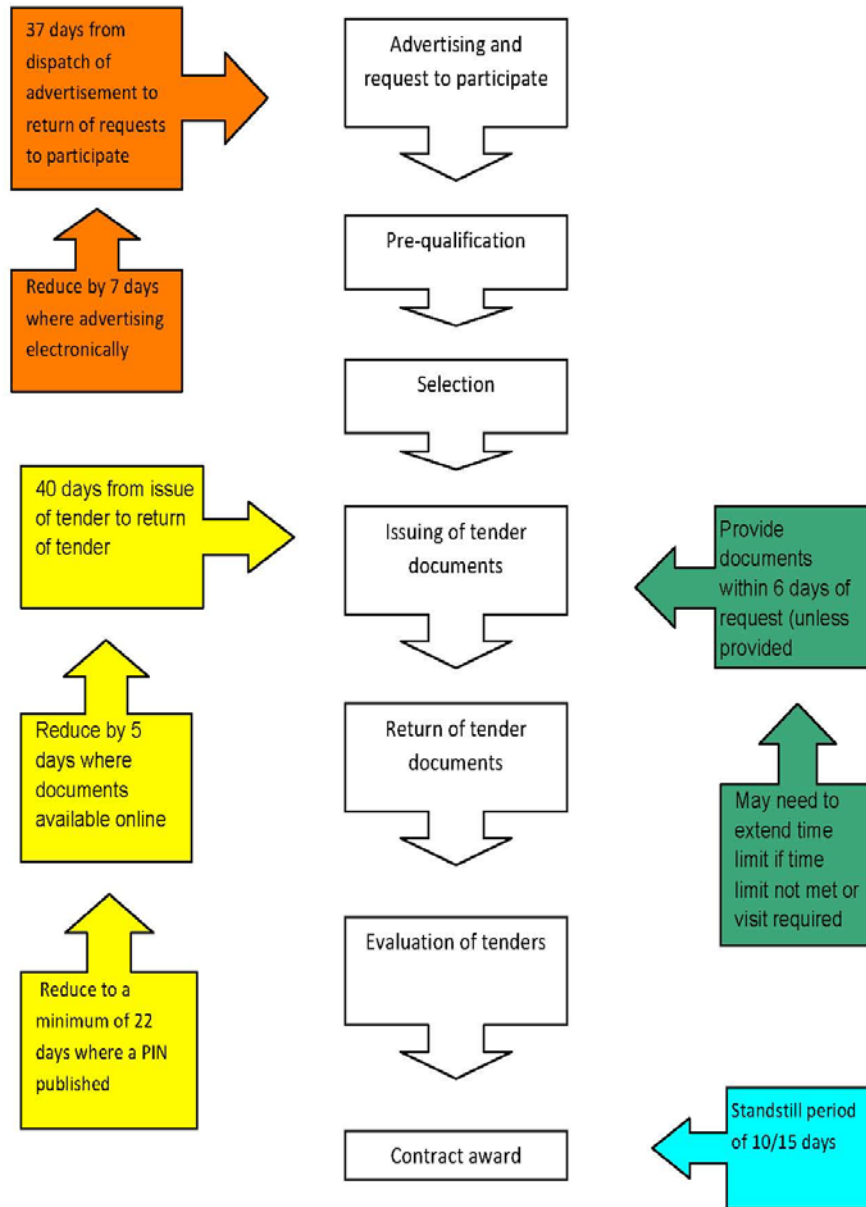 37 days from
dispatch of
advertisement to
return of requests
to participate
Advertising and
request to participate
Pre-qualification
Reduce by 7 days
where advertising
electronically
Selection
40 days from issue
of tender to return
of tender
Issuing of tender
documents
Provide
documents
within 6 days of
request (unless
provided
Reduce by 5
days where
documents
available online
Return of tender
documents
May need to
extend time
limit if time
limit not met or
visit required
Evaluation of tenders
Reduce to a
minimum of 22
days where a PIN
published
Contract award
Standstill period
of 10/15 days